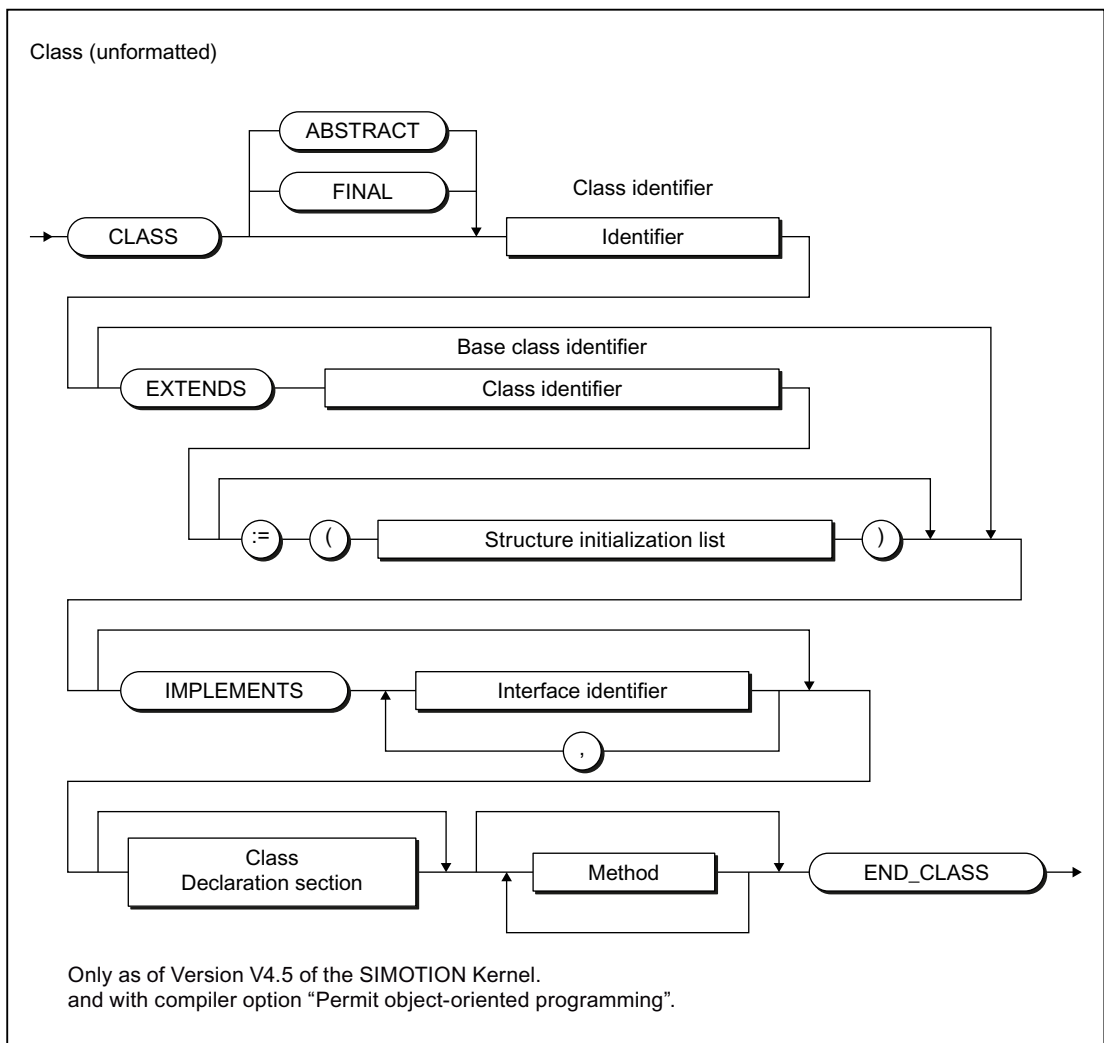 Class (unformatted)
ABSTRACT
FINAL
Class identifier
CLASS
Identifier
Base class identifier
EXTENDS
Class identifier
:=
(
Structure initialization list
)
IMPLEMENTS
Interface identifier
,
Class
Declaration section
Method
END_CLASS
Only as of Version V4.5 of the SIMOTION Kernel.
and with compiler option “Permit object-oriented programming”.